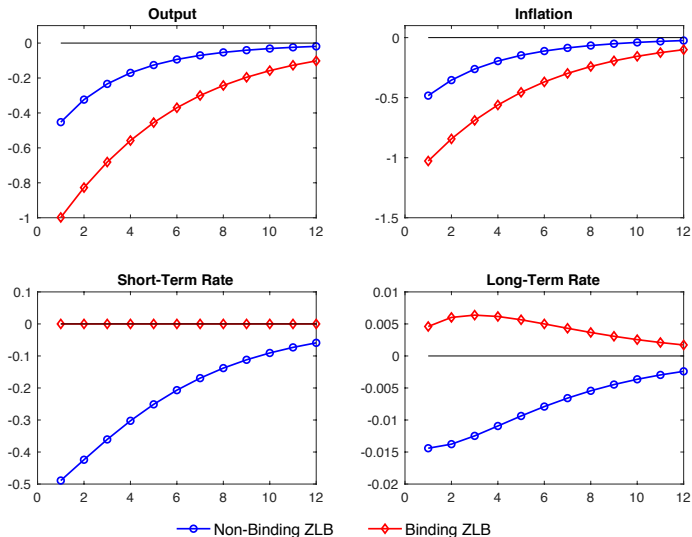 Output
0
-0.2
-0.4
-0.6
-0.8
-1
0 2 4 6 8 10 12
Inflation
0
-0.5
-1
-1.5
0 2 4 6 8 10 12
Short-Term Rate
0.1
0
-0.1
-0.2
-0.3
-0.4
-0.5
0 2 4 6 8 10 12
Long-Term Rate
0.01
0.005
0
-0.005
-0.01
-0.015
-0.02
0 2 4 6 8 10 12
Non-Binding ZLB Binding ZLB